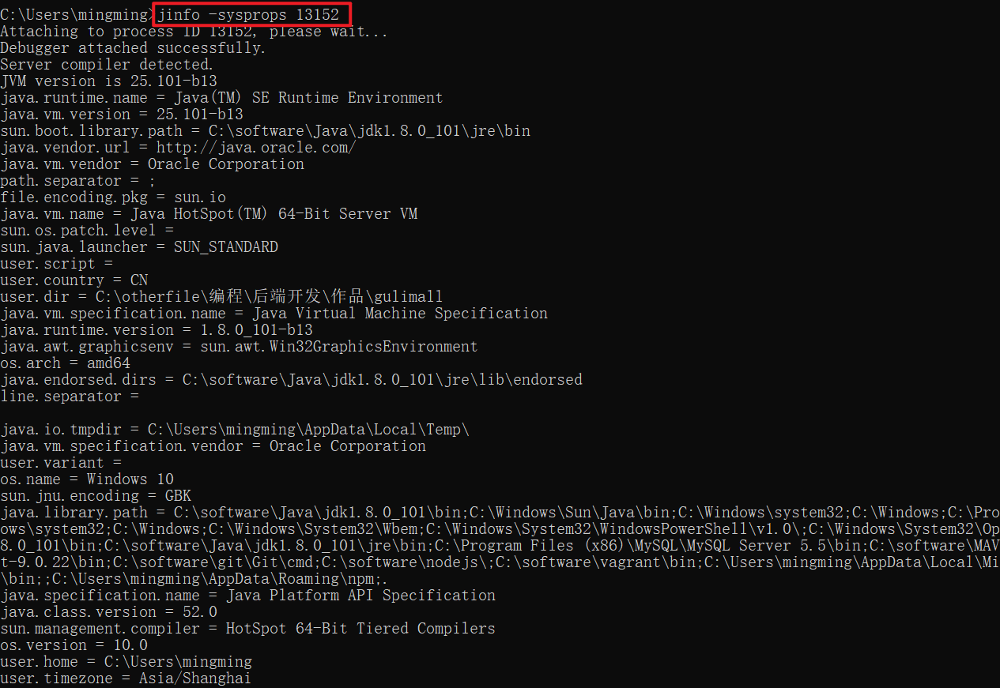 C:\Users\mingming>jinfo -sysprops 13152
Attaching to process ID 13152, please wait...
Debugger attached successfully.
Server compiler detected.
JVM version is 25.101-b13
java.runtime.name = Java(TM) SE Runtime Environment
java.vm.version = 25.101-b13
sun.boot.library.path = C:\software\Java\jdk1.8.0_101\jre\bin
java.vendor.url = http://java.oracle.com/
java.vm.vendor = Oracle Corporation
path.separator = ;
file.encoding.pkg = sun.io
java.vm.name = Java HotSpot(TM) 64-Bit Server VM
sun.os.patch.level =
sun.java.launcher = SUN_STANDARD
user.script =
user.country = CN
user.dir = C:\otherfile\编程\后端开发\作品\gulimall
java.vm.specification.name = Java Virtual Machine Specification
java.runtime.version = 1.8.0_101-b13
java.awt.graphicsenv = sun.awt.Win32GraphicsEnvironment
os.arch = amd64
java.endorsed.dirs = C:\software\Java\jdk1.8.0_101\jre\lib\endorsed
line.separator =
java.io.tmpdir = C:\Users\mingming\AppData\Local\Temp\
java.vm.specification.vendor = Oracle Corporation
user.variant =
os.name = Windows 10
sun.jnu.encoding = GBK
java.library.path = C:\software\Java\jdk1.8.0_101\bin;C:\Windows\Sun\Java\bin;C:\Windows\system32;C:\Windows;C:\Pro
ows\system32;C:\Windows;C:\Windows\System32\Wbem;C:\Windows\System32\WindowsPowerShell\v1.0\;C:\Windows\System32\Op
8.0_101\bin;C:\software\Java\jdk1.8.0_101\jre\bin;C:\Program Files (x86)\MySQL\MySQL Server 5.5\bin;C:\software\MAV
t-9.0.22\bin;C:\software\git\Git\cmd;C:\software\nodejs\;C:\software\vagrant\bin;C:\Users\mingming\AppData\Local\Mi
\bin;;C:\Users\mingming\AppData\Roaming\npm;.
java.specification.name = Java Platform API Specification
java.class.version = 52.0
sun.management.compiler = HotSpot 64-Bit Tiered Compilers
os.version = 10.0
user.home = C:\Users\mingming
user.timezone = Asia/Shanghai